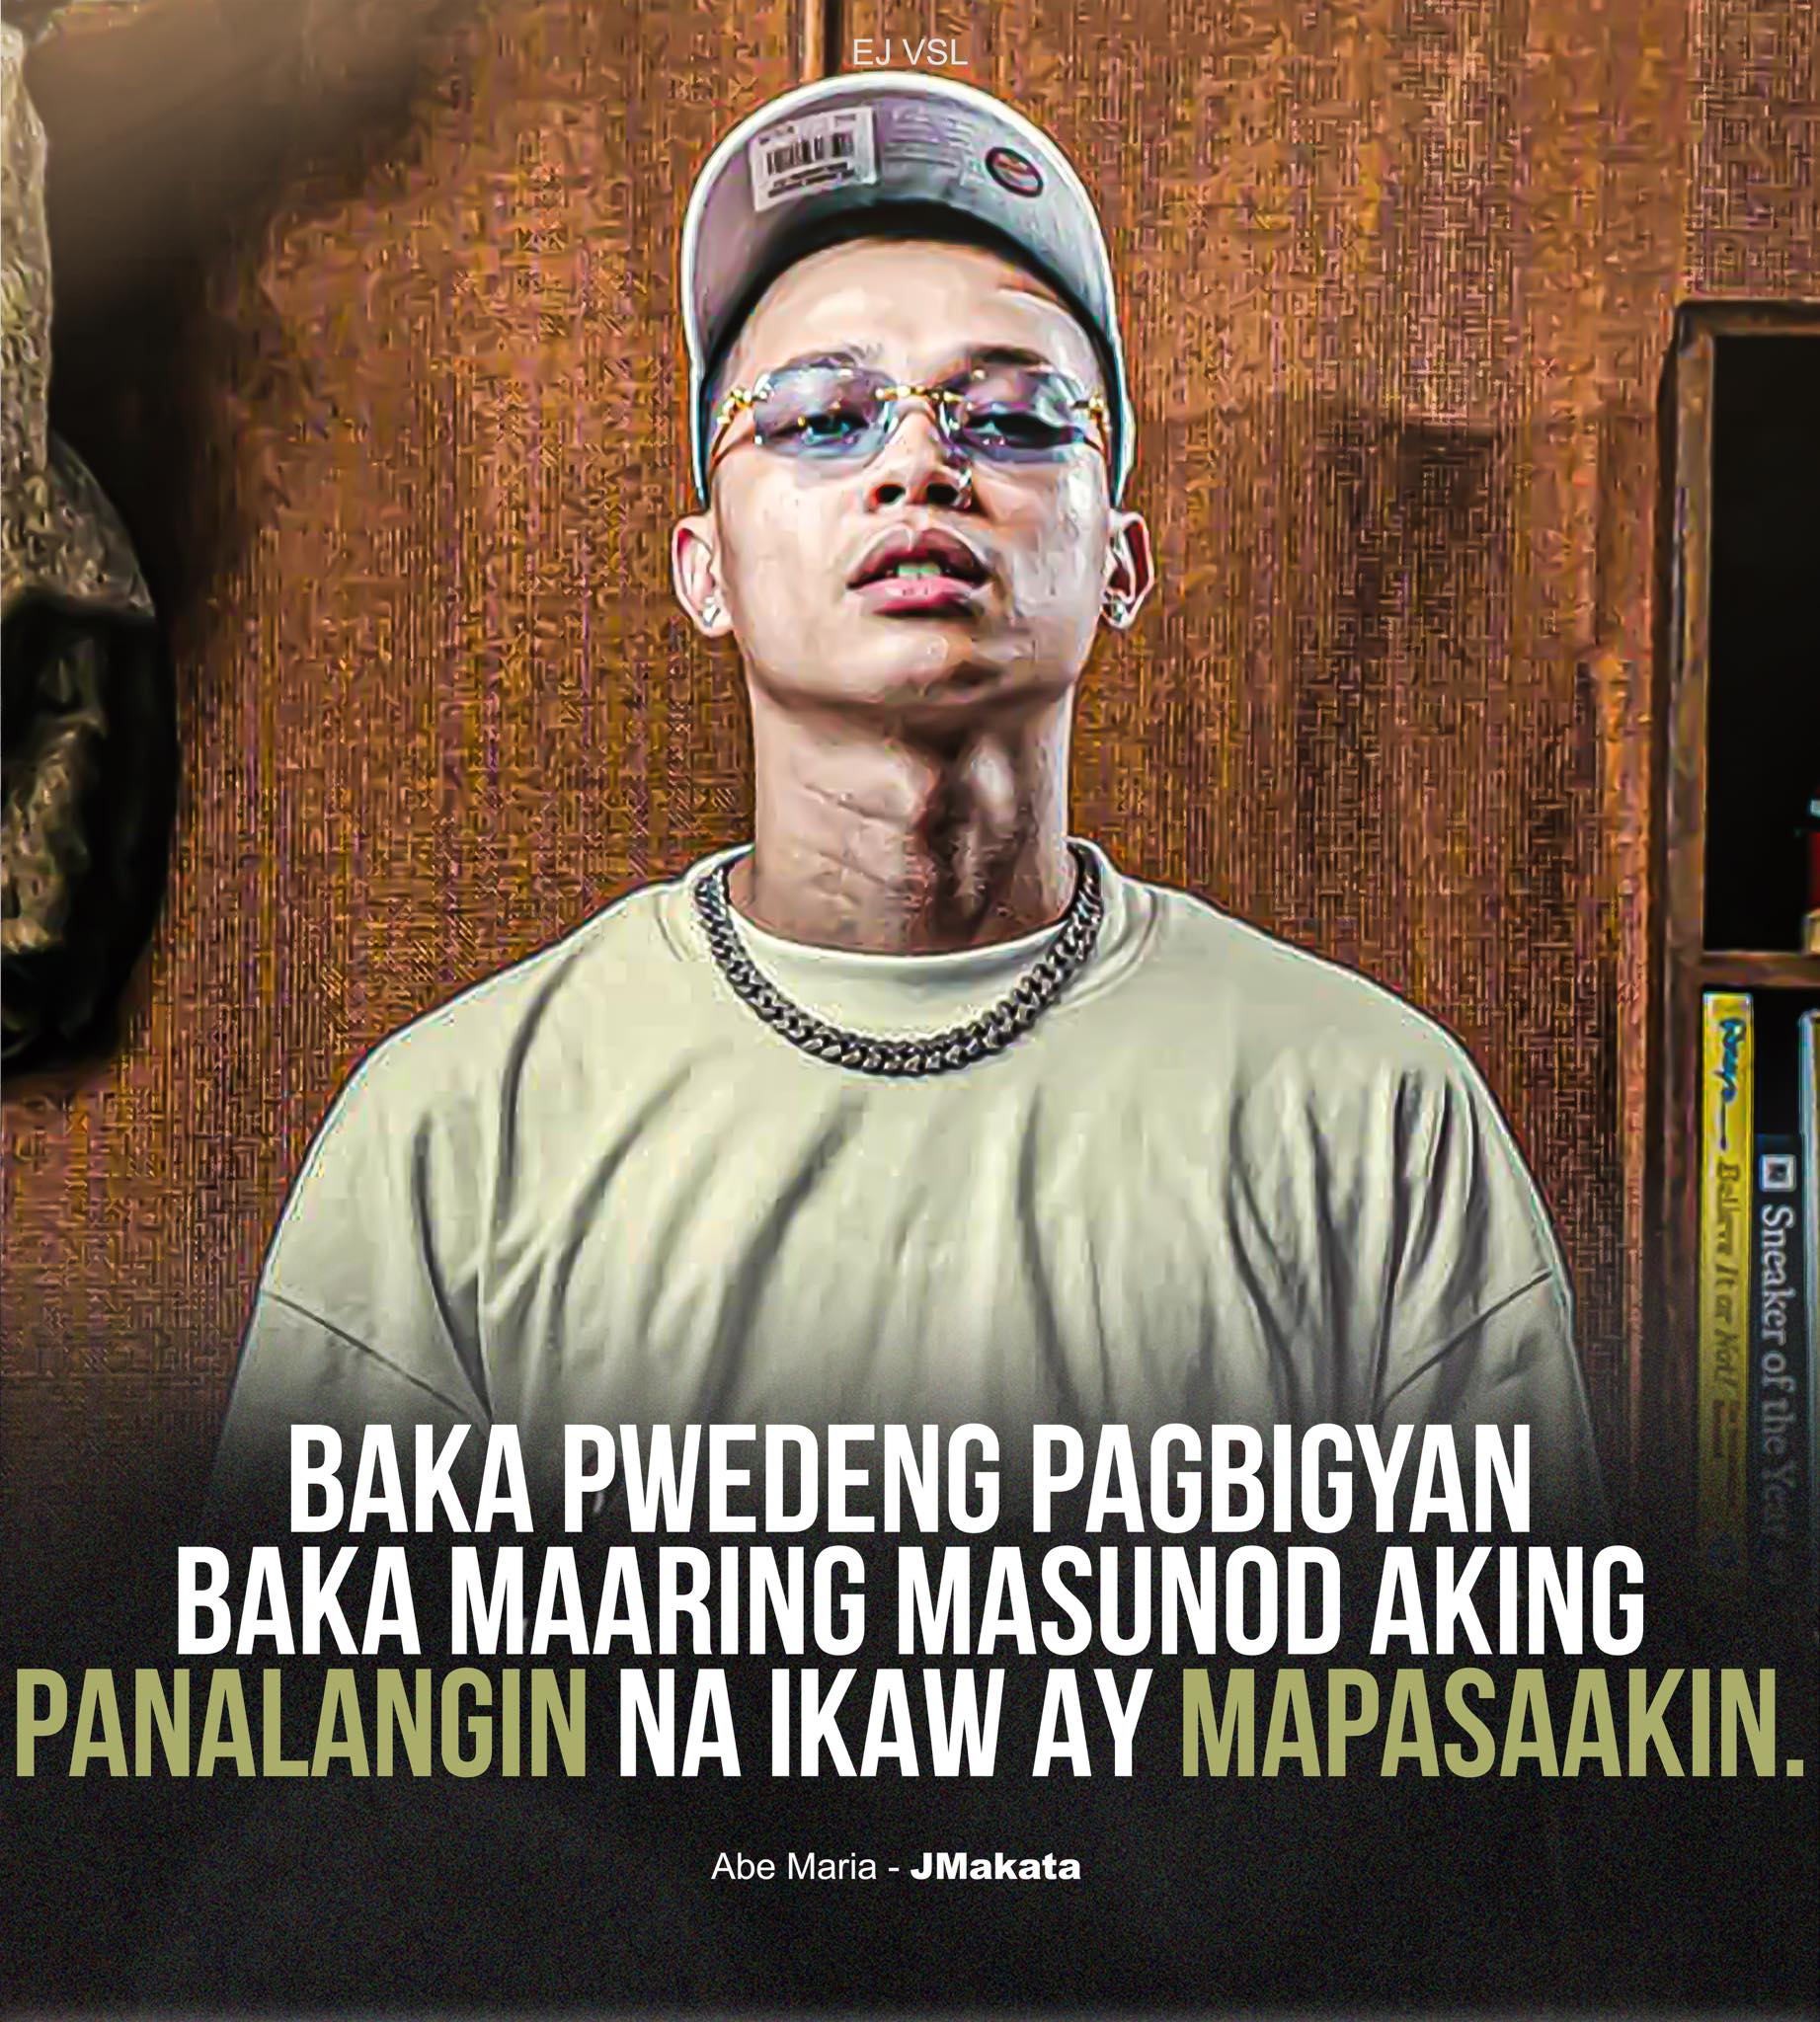 EJ VSL
Believe It or Not!
Sneaker of the Year
BAKA PWEDENG PAGBIGYAN
BAKA MAARING MASUNOD AKING
PANALANGIN NA IKAW AY MAPASAAKIN.
Abe Maria - JMakata